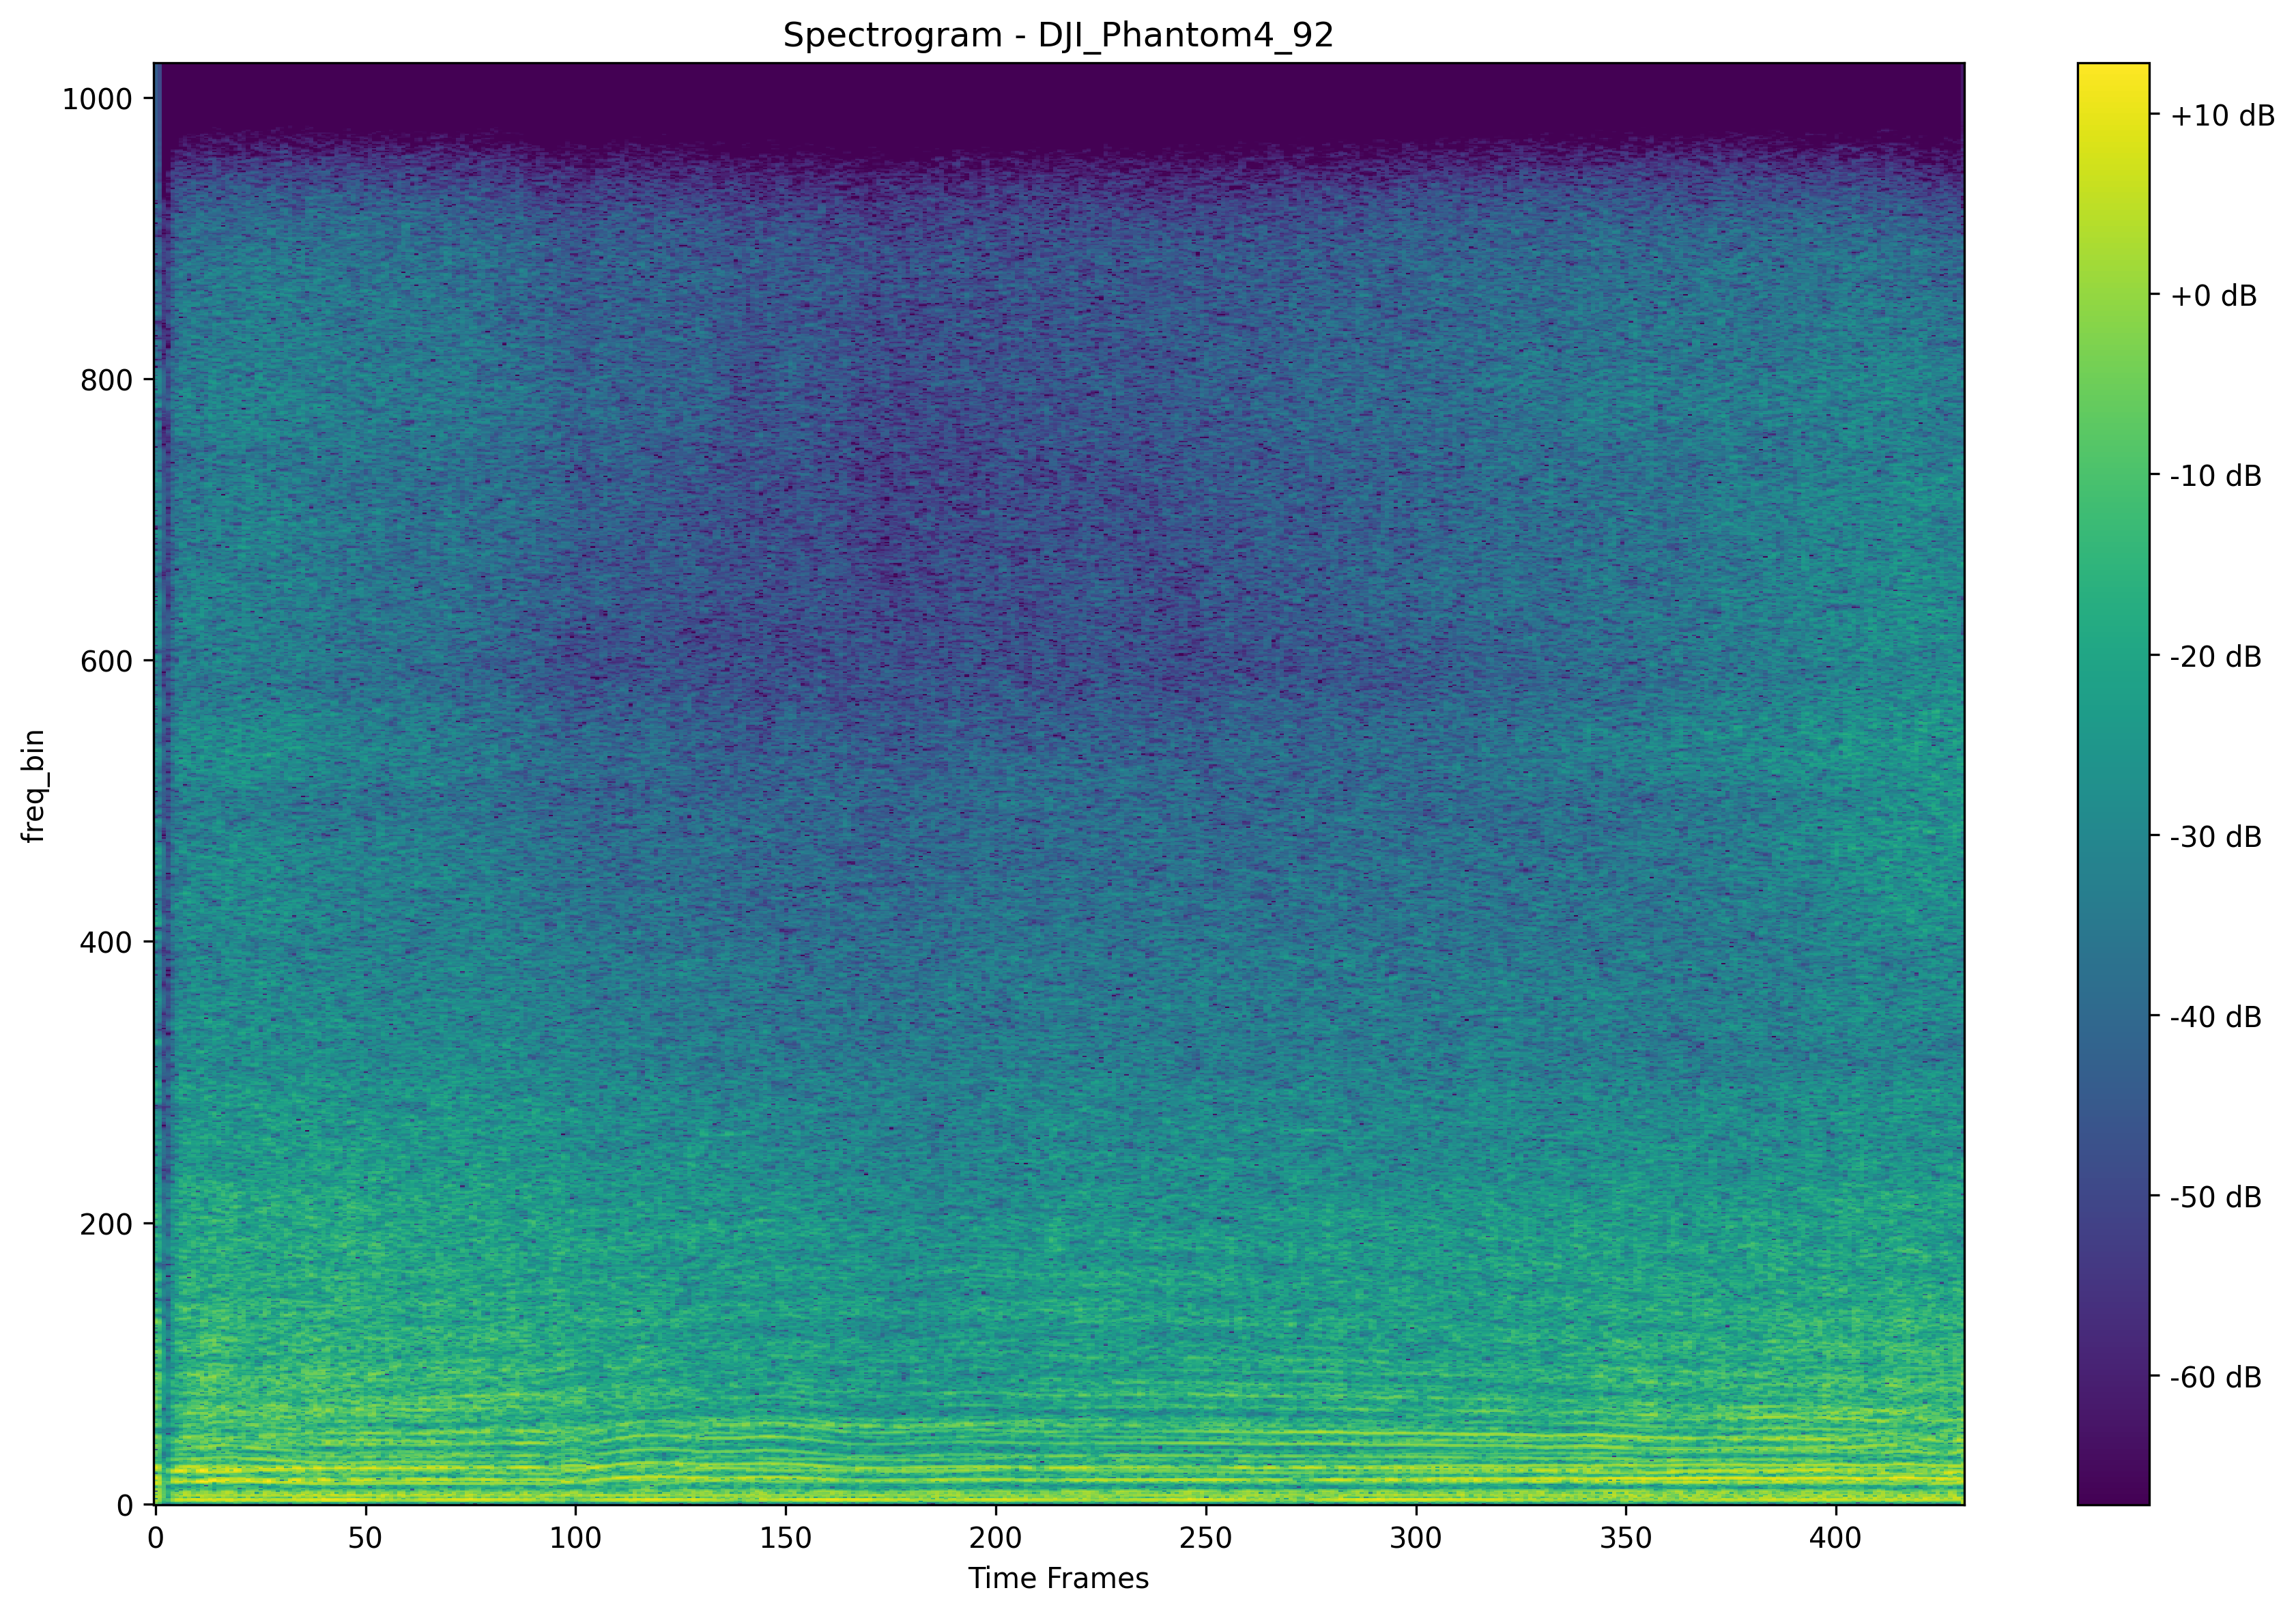 Spectrogram - DJI_Phantom4_92
1000
800
600
400
200
0
freq_bin
0 50 100 150 200 250 300 350 400
Time Frames
+10 dB
+0 dB
-10 dB
-20 dB
-30 dB
-40 dB
-50 dB
-60 dB